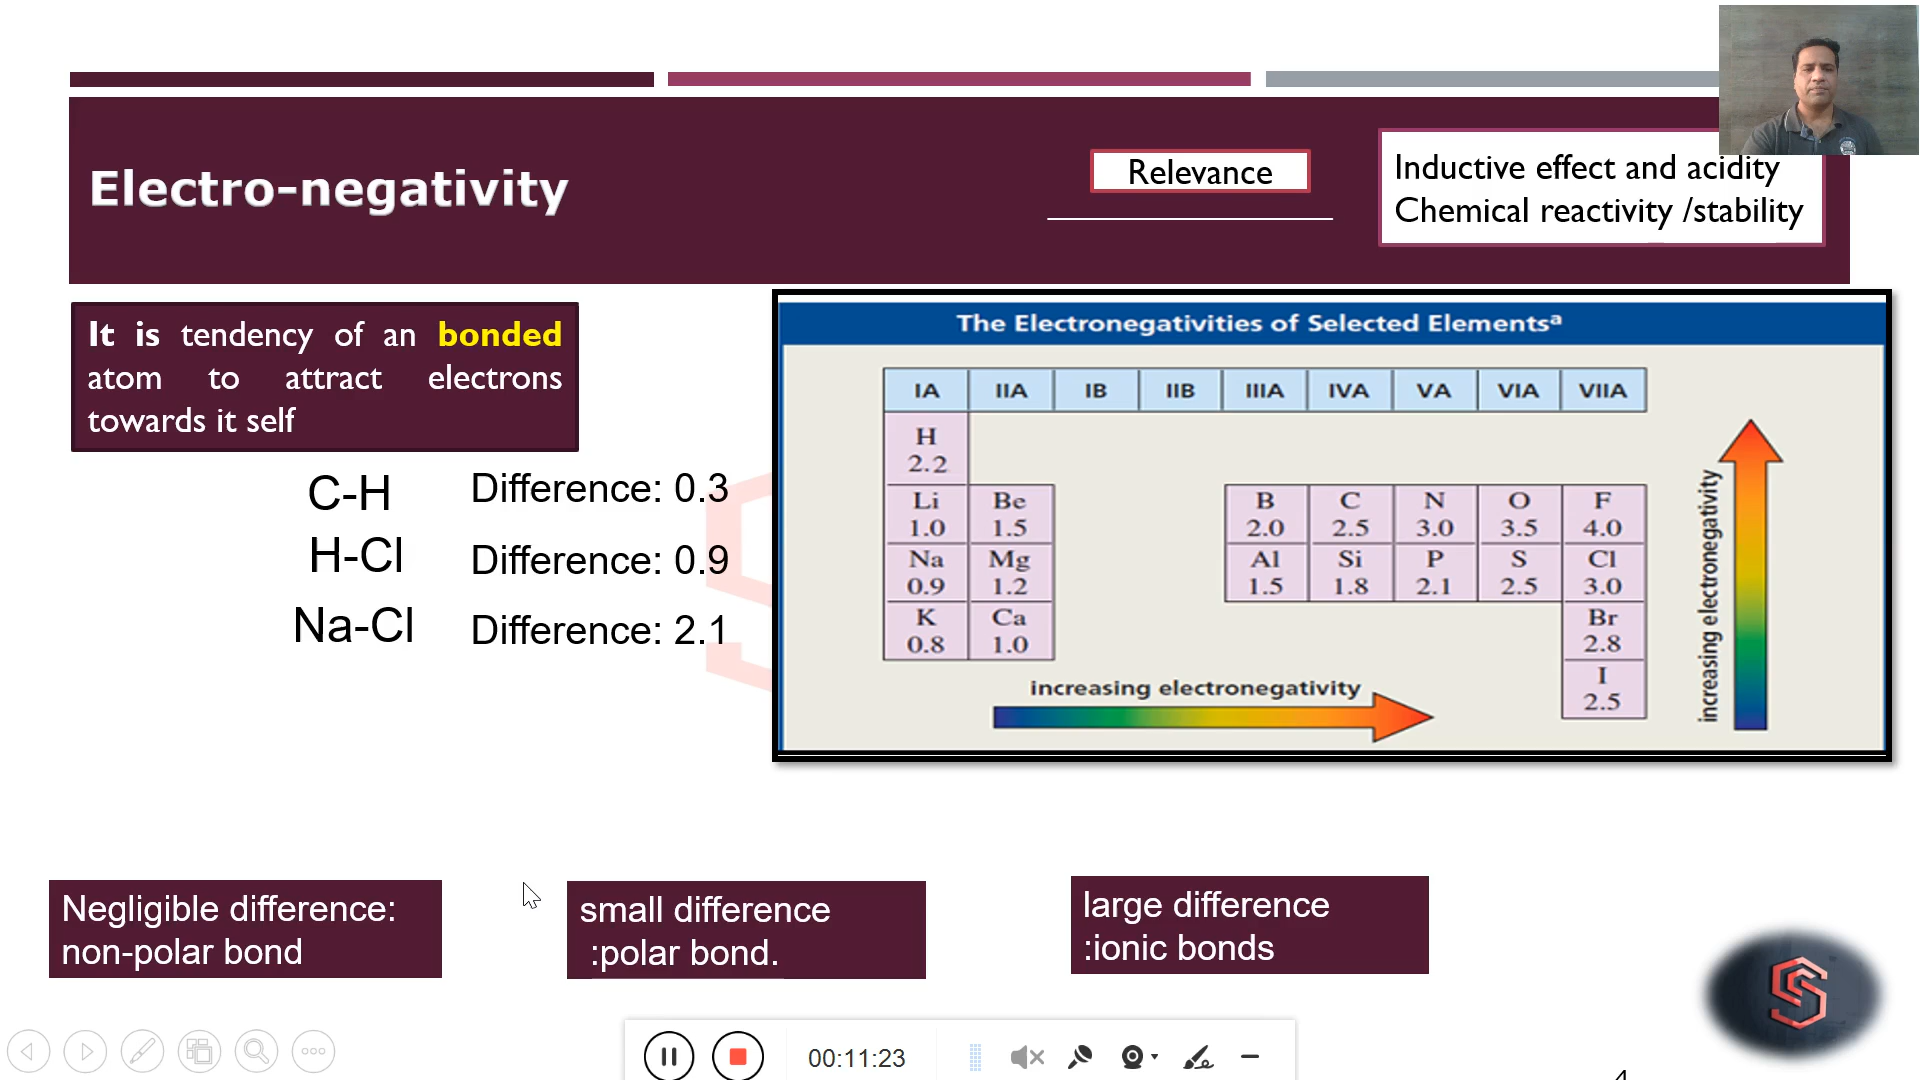 Electro-negativity
Relevance
Inductive effect and acidity
Chemical reactivity /stability
It is tendency of an bonded
atom to attract electrons
towards it self
C-H Difference: 0.3
H-Cl Difference: 0.9
Na-Cl Difference: 2.1
The Electronegativities of Selected Elementsᵃ
IA IIA IB IIB IIIA IVA VA VIA VIIA
H
2.2
Li Be B C N O F
1.0 1.5 2.0 2.5 3.0 3.5 4.0
Na Mg Al Si P S Cl
0.9 1.2 1.5 1.8 2.1 2.5 3.0
K Ca Br
0.8 1.0 2.8
I
2.5
increasing electronegativity
increasing electronegativity
Negligible difference:
non-polar bond
small difference
:polar bond.
large difference
:ionic bonds
00:11:23